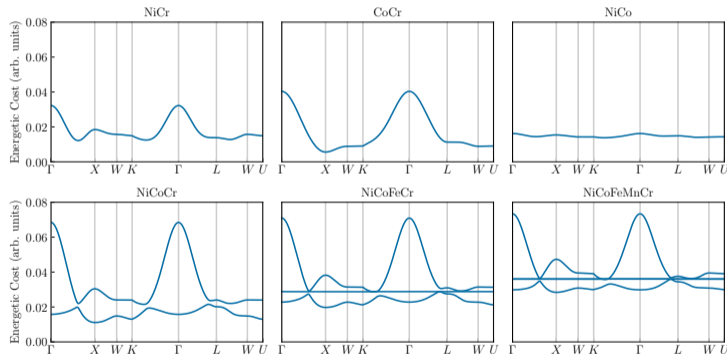 NiCr
CoCr
NiCo
Energetic Cost (arb. units)
0.08
0.06
0.04
0.02
0.00
Γ X W K Γ L W U
Γ X W K Γ L W U
Γ X W K Γ L W U
NiCoCr
NiCoFeCr
NiCoFeMnCr
Energetic Cost (arb. units)
0.08
0.06
0.04
0.02
0.00
Γ X W K Γ L W U
Γ X W K Γ L W U
Γ X W K Γ L W U